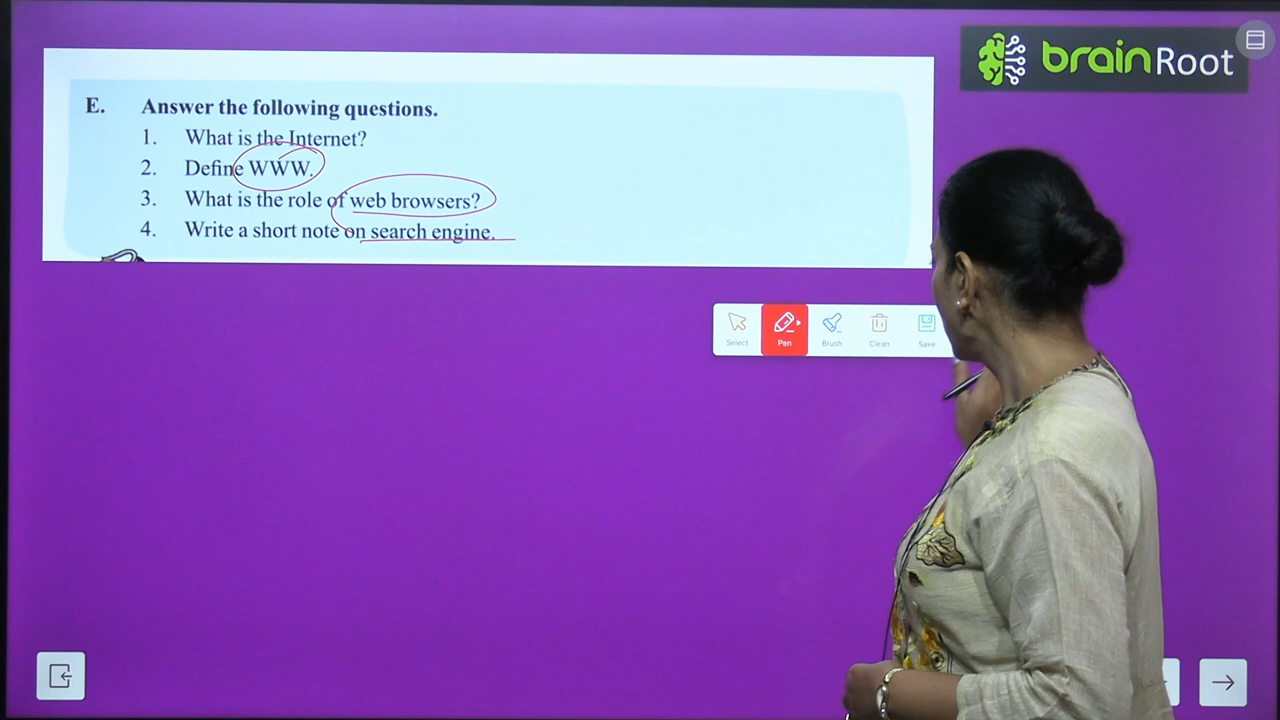 brainRoot
E. Answer the following questions.
1. What is the Internet?
2. Define WWW.
3. What is the role of web browsers?
4. Write a short note on search engine.
Select Pen Brush Clean Save